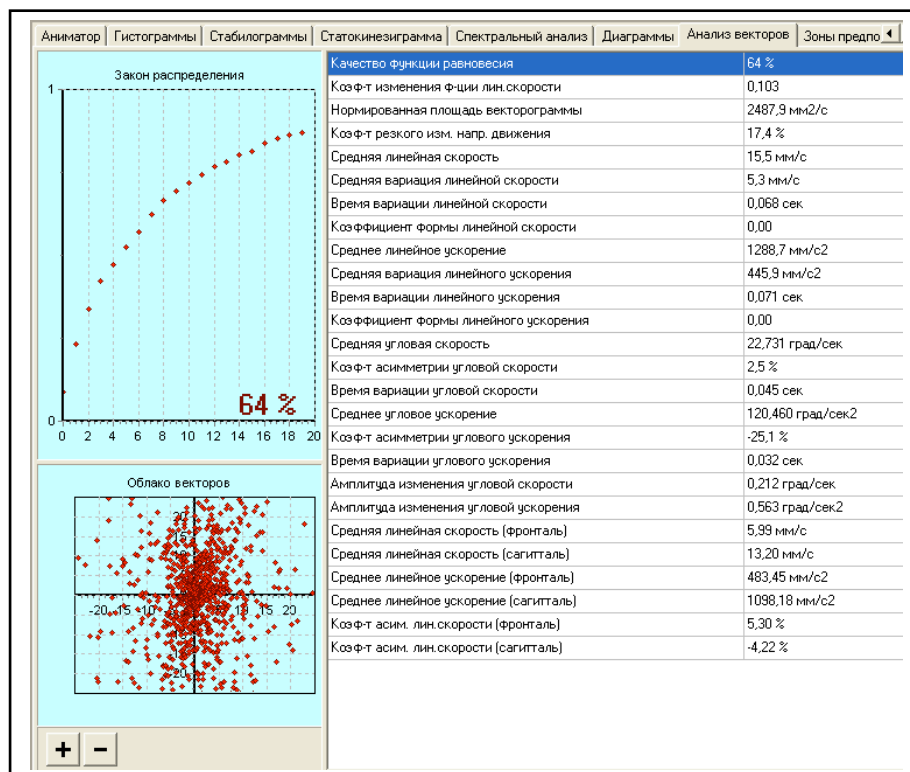 Аниматор Гистограммы Стабилограммы Статокинезиграмма Спектральный анализ Диаграммы Анализ векторов Зоны предпо
Закон распределения
1
64 %
0
0 2 4 6 8 10 12 14 16 18 20
Облако векторов
20
15
-20 -15 -10 15 20
20
+ −
Качество функции равновесия 64 %
Коэф-т изменения ф-ции лин.скорости 0,103
Нормированная площадь векторограммы 2487,9 мм2/с
Коэф-т резкого изм. напр. движения 17,4 %
Средняя линейная скорость 15,5 мм/с
Средняя вариация линейной скорости 5,3 мм/с
Время вариации линейной скорости 0,068 сек
Коэффициент формы линейной скорости 0,00
Среднее линейное ускорение 1288,7 мм/с2
Средняя вариация линейного ускорения 445,9 мм/с2
Время вариации линейного ускорения 0,071 сек
Коэффициент формы линейного ускорения 0,00
Средняя угловая скорость 22,731 град/сек
Коэф-т асимметрии угловой скорости 2,5 %
Время вариации угловой скорости 0,045 сек
Среднее угловое ускорение 120,460 град/сек2
Коэф-т асимметрии углового ускорения -25,1 %
Время вариации углового ускорения 0,032 сек
Амплитуда изменения угловой скорости 0,212 град/сек
Амплитуда изменения угловой ускорения 0,563 град/сек2
Средняя линейная скорость (фронталь) 5,99 мм/с
Средняя линейная скорость (сагитталь) 13,20 мм/с
Среднее линейное ускорение (фронталь) 483,45 мм/с2
Среднее линейное ускорение (сагитталь) 1098,18 мм/с2
Коэф-т асим. лин.скорости (фронталь) 5,30 %
Коэф-т асим. лин.скорости (сагитталь) -4,22 %